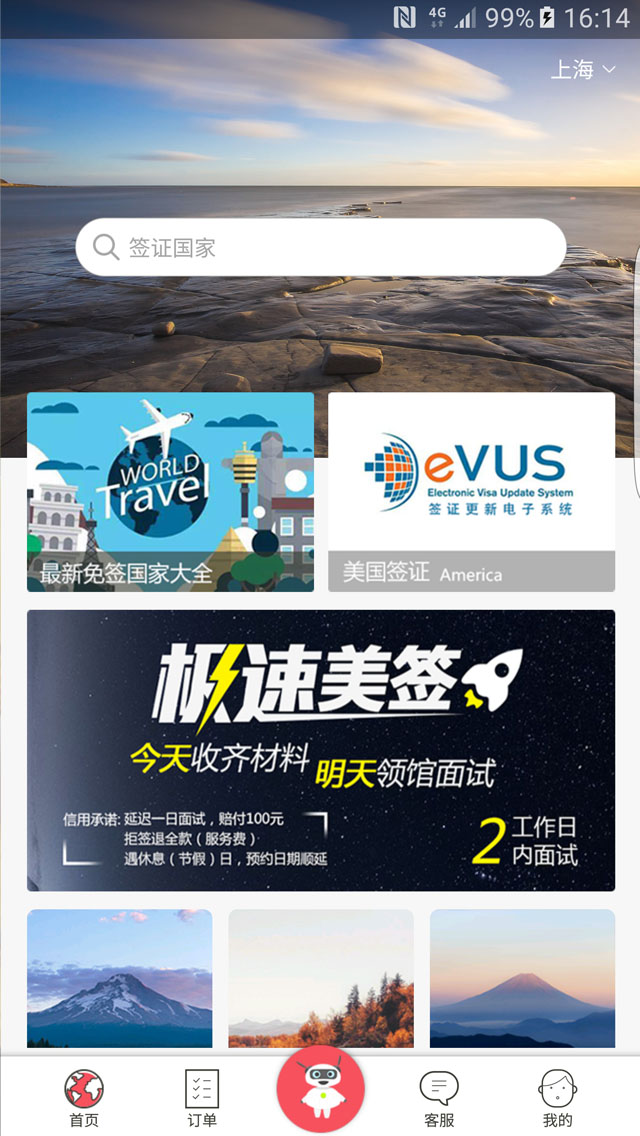 4G 99% 16:14
上海
签证国家
WORLD
Travel
最新免签国家大全
eVUS
Electronic Visa Update System
签证更新电子系统
美国签证 America
极速美签
今天收齐材料 明天领馆面试
信用承诺: 延迟一日面试，赔付100元
拒签退全款（服务费）
遇休息（节假）日，预约日期顺延
2工作日
内面试
首页 订单 客服 我的